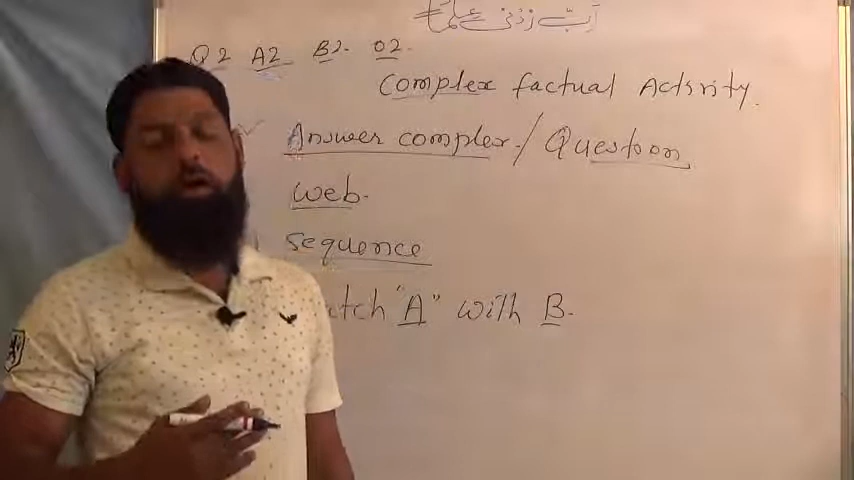 رَبِّ زِدْنِیْ عِلْمًا
Q2 A2 B2. 02.
Complex factual Activity.
Answer complex./Question
web.
sequence
atch "A" with B.